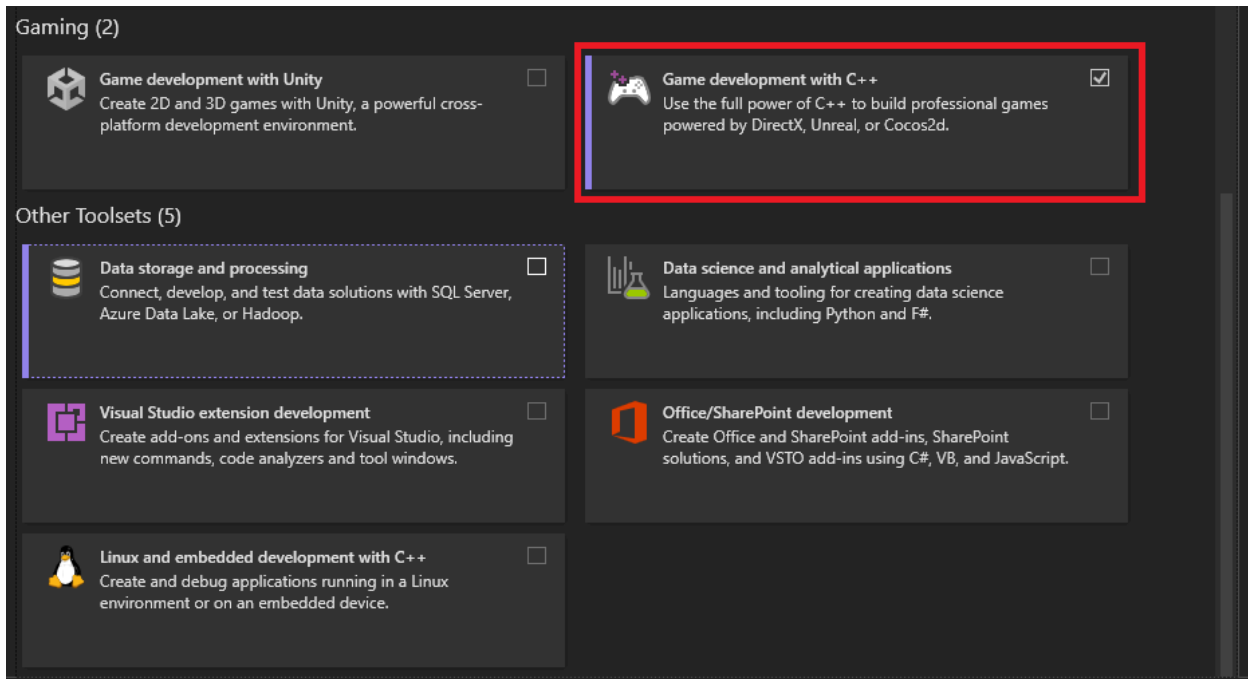 Gaming (2)
Game development with Unity
Create 2D and 3D games with Unity, a powerful cross-
platform development environment.
Game development with C++
Use the full power of C++ to build professional games
powered by DirectX, Unreal, or Cocos2d.
Other Toolsets (5)
Data storage and processing
Connect, develop, and test data solutions with SQL Server,
Azure Data Lake, or Hadoop.
Data science and analytical applications
Languages and tooling for creating data science
applications, including Python and F#.
Visual Studio extension development
Create add-ons and extensions for Visual Studio, including
new commands, code analyzers and tool windows.
Office/SharePoint development
Create Office and SharePoint add-ins, SharePoint
solutions, and VSTO add-ins using C#, VB, and JavaScript.
Linux and embedded development with C++
Create and debug applications running in a Linux
environment or on an embedded device.